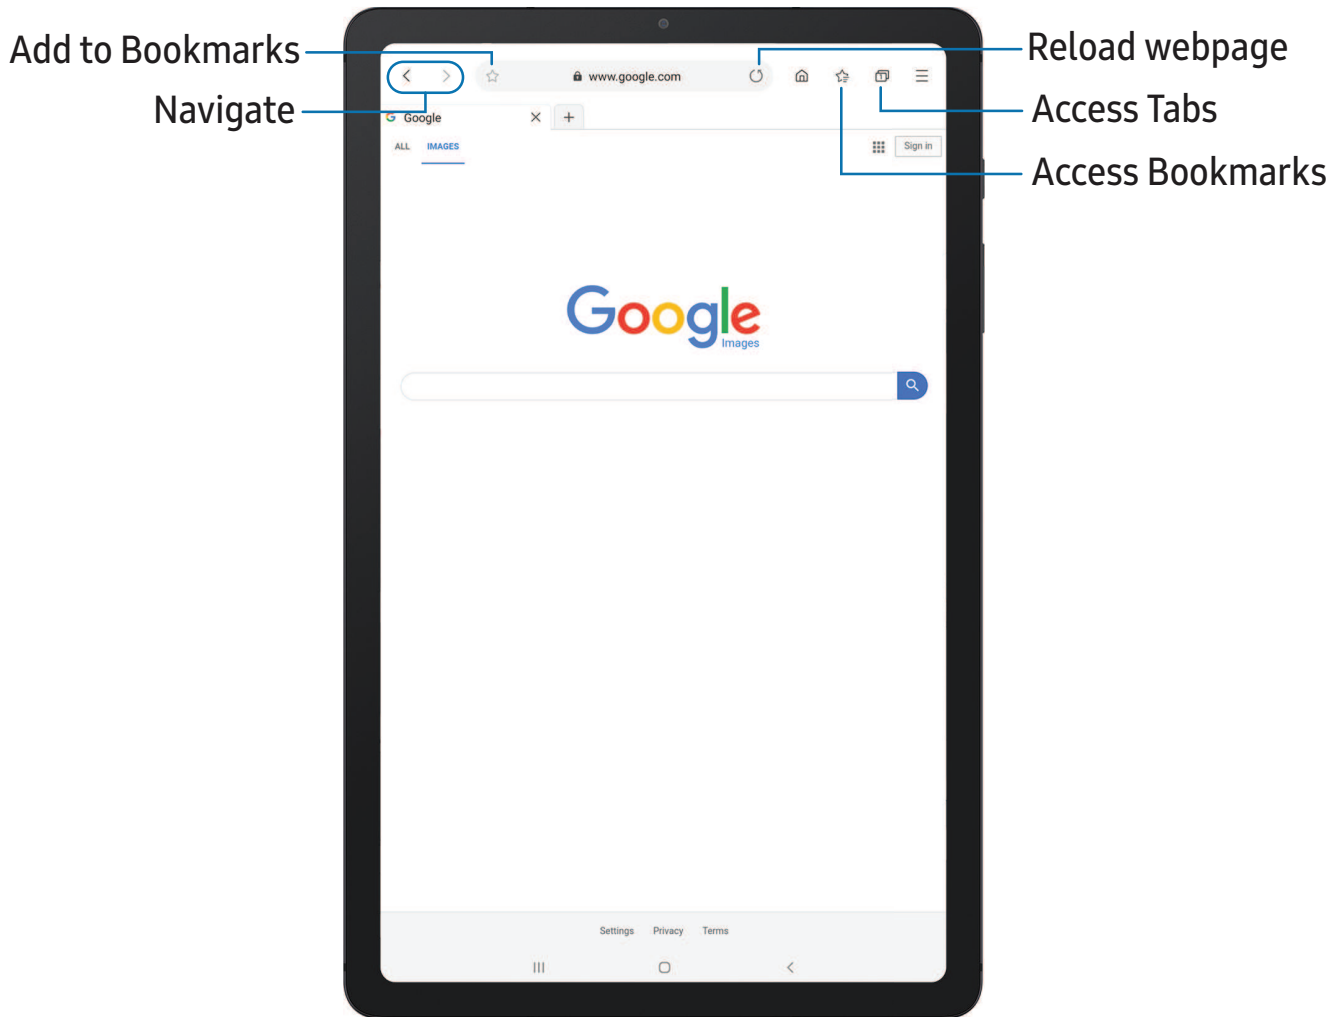 Add to Bookmarks
Navigate
Reload webpage
Access Tabs
Access Bookmarks
www.google.com
1
G Google
ALL IMAGES
Sign in
Google
Images
Settings Privacy Terms